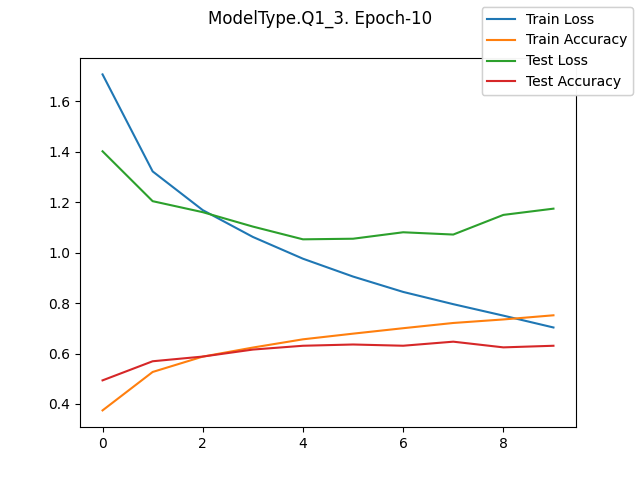 ModelType.Q1_3. Epoch-10
Train Loss
Train Accuracy
Test Loss
Test Accuracy
1.6
1.4
1.2
1.0
0.8
0.6
0.4
0 2 4 6 8